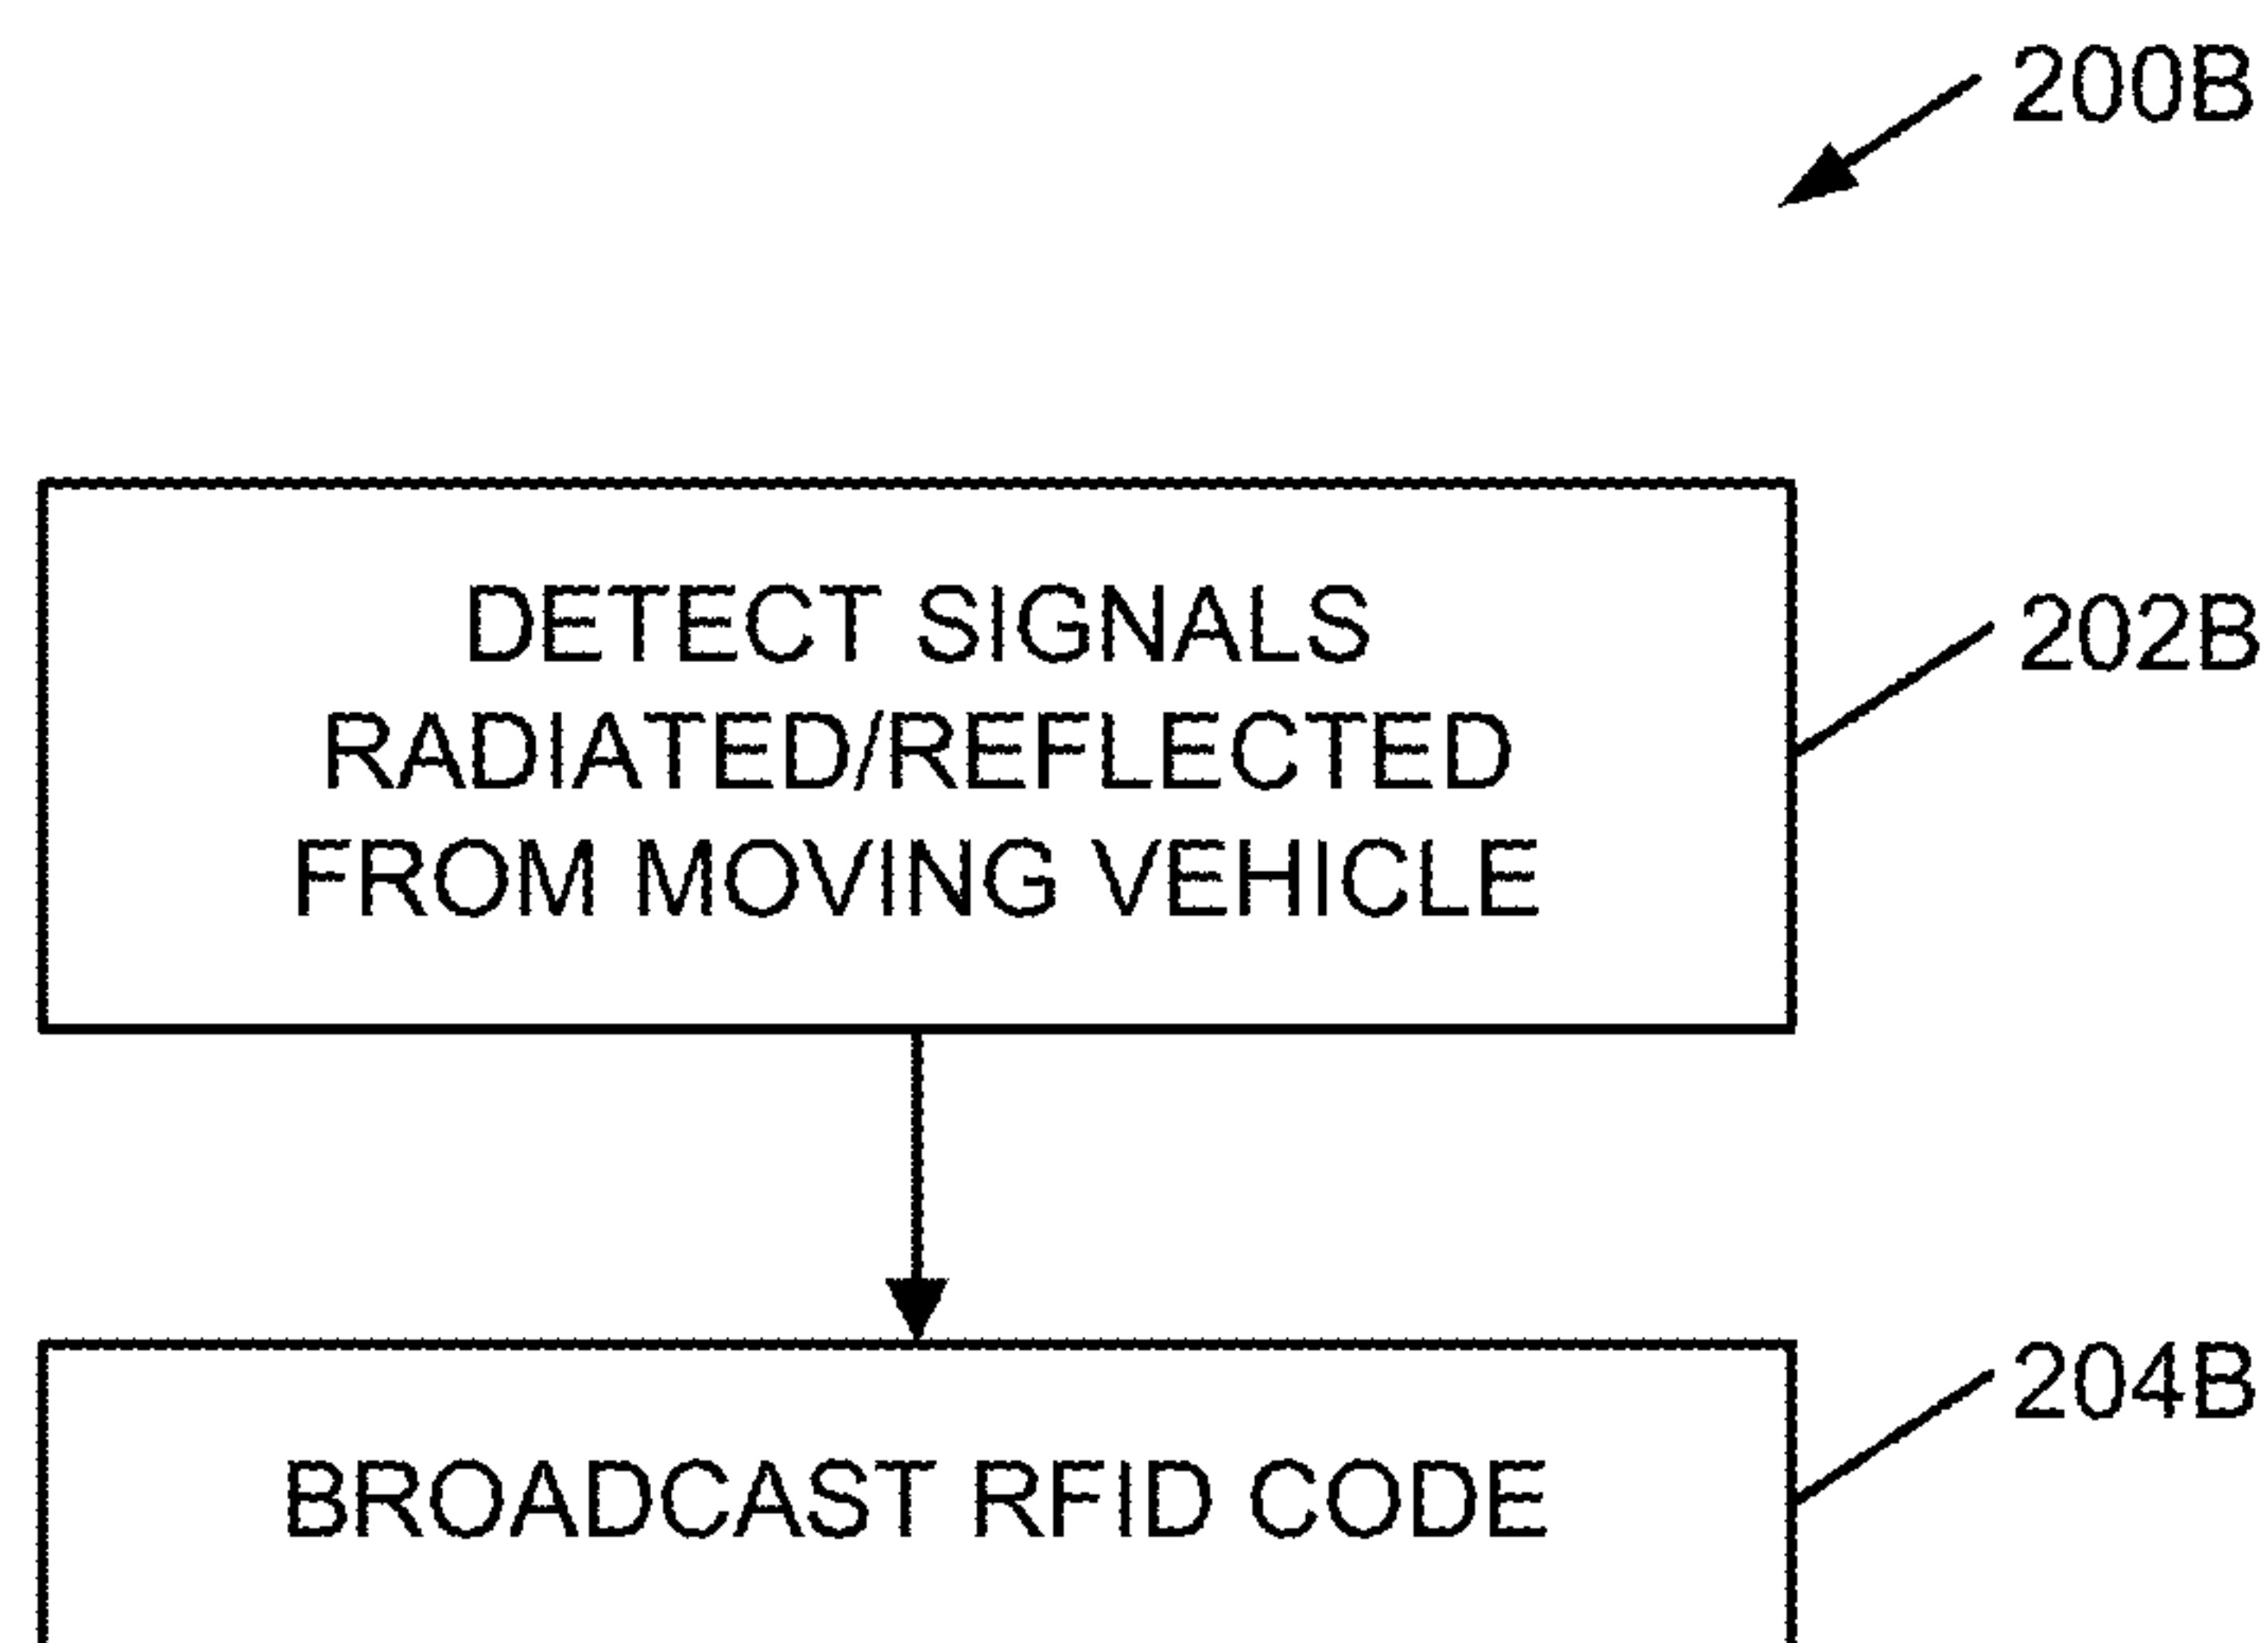 200B
DETECT SIGNALS
RADIATED/REFLECTED
FROM MOVING VEHICLE
202B
BROADCAST RFID CODE
204B